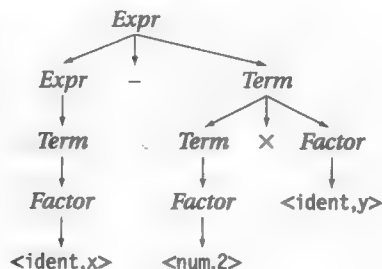 Expr
Expr − Term
Term Term × Factor
Factor Factor <ident,y>
<ident,x> <num,2>